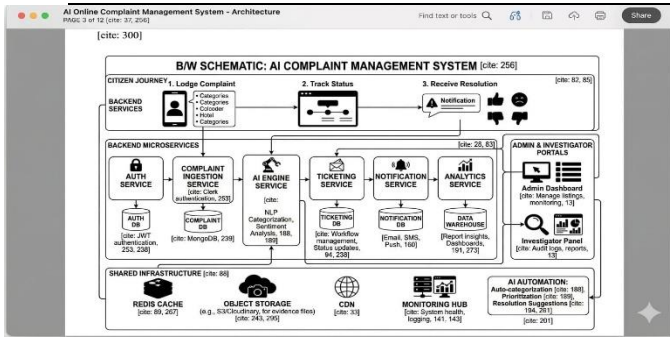 AI Online Complaint Management System - Architecture
PAGE 3 of 12 [cite: 37, 256]
Find text or tools
Share
[cite: 300]
B/W SCHEMATIC: AI COMPLAINT MANAGEMENT SYSTEM [cite: 256]
CITIZEN JOURNEY
[cite: 82, 85]
1. Lodge Complaint
2. Track Status
3. Receive Resolution
BACKEND
SERVICES
• Categories
• Categories
• Colcoder
• Hotel
• Categories
Notification
BACKEND MICROSERVICES
[cite: 28, 83]
AUTH
SERVICE
COMPLAINT
INGESTION
SERVICE
[cite: Clerk
authentication, 253]
AI ENGINE
SERVICE
[cite:
NLP
Categorization,
Sentiment
Analysis, 188,
189]
TICKETING
SERVICE
NOTIFICATION
SERVICE
ANALYTICS
SERVICE
AUTH
DB
[cite: JWT
authentication,
253, 238]
COMPLAINT
DB
[cite: MongoDB, 239]
TICKETING
DB
[cite: Workflow
management,
Status updates,
94, 238]
NOTIFICATION
DB
[Email, SMS,
Push, 160]
DATA
WAREHOUSE
[Report insights,
Dashboards,
191, 273]
ADMIN & INVESTIGATOR
PORTALS
Admin Dashboard
[cite: Manage listings,
monitoring, 13]
Investigator Panel
[cite: Audit logs, reports,
13]
SHARED INFRASTRUCTURE [cite: 88]
REDIS CACHE
[cite: 89, 267]
OBJECT STORAGE
(e.g., S3/Cloudinary, for evidence files)
[cite: 243, 295]
CDN
[cite: 33]
MONITORING HUB
[cite: System health,
logging, 141, 143]
AI AUTOMATION:
Auto-categorization [cite: 188],
Prioritization [cite: 189],
Resolution Suggestions [cite:
194, 261]
[cite: 201]